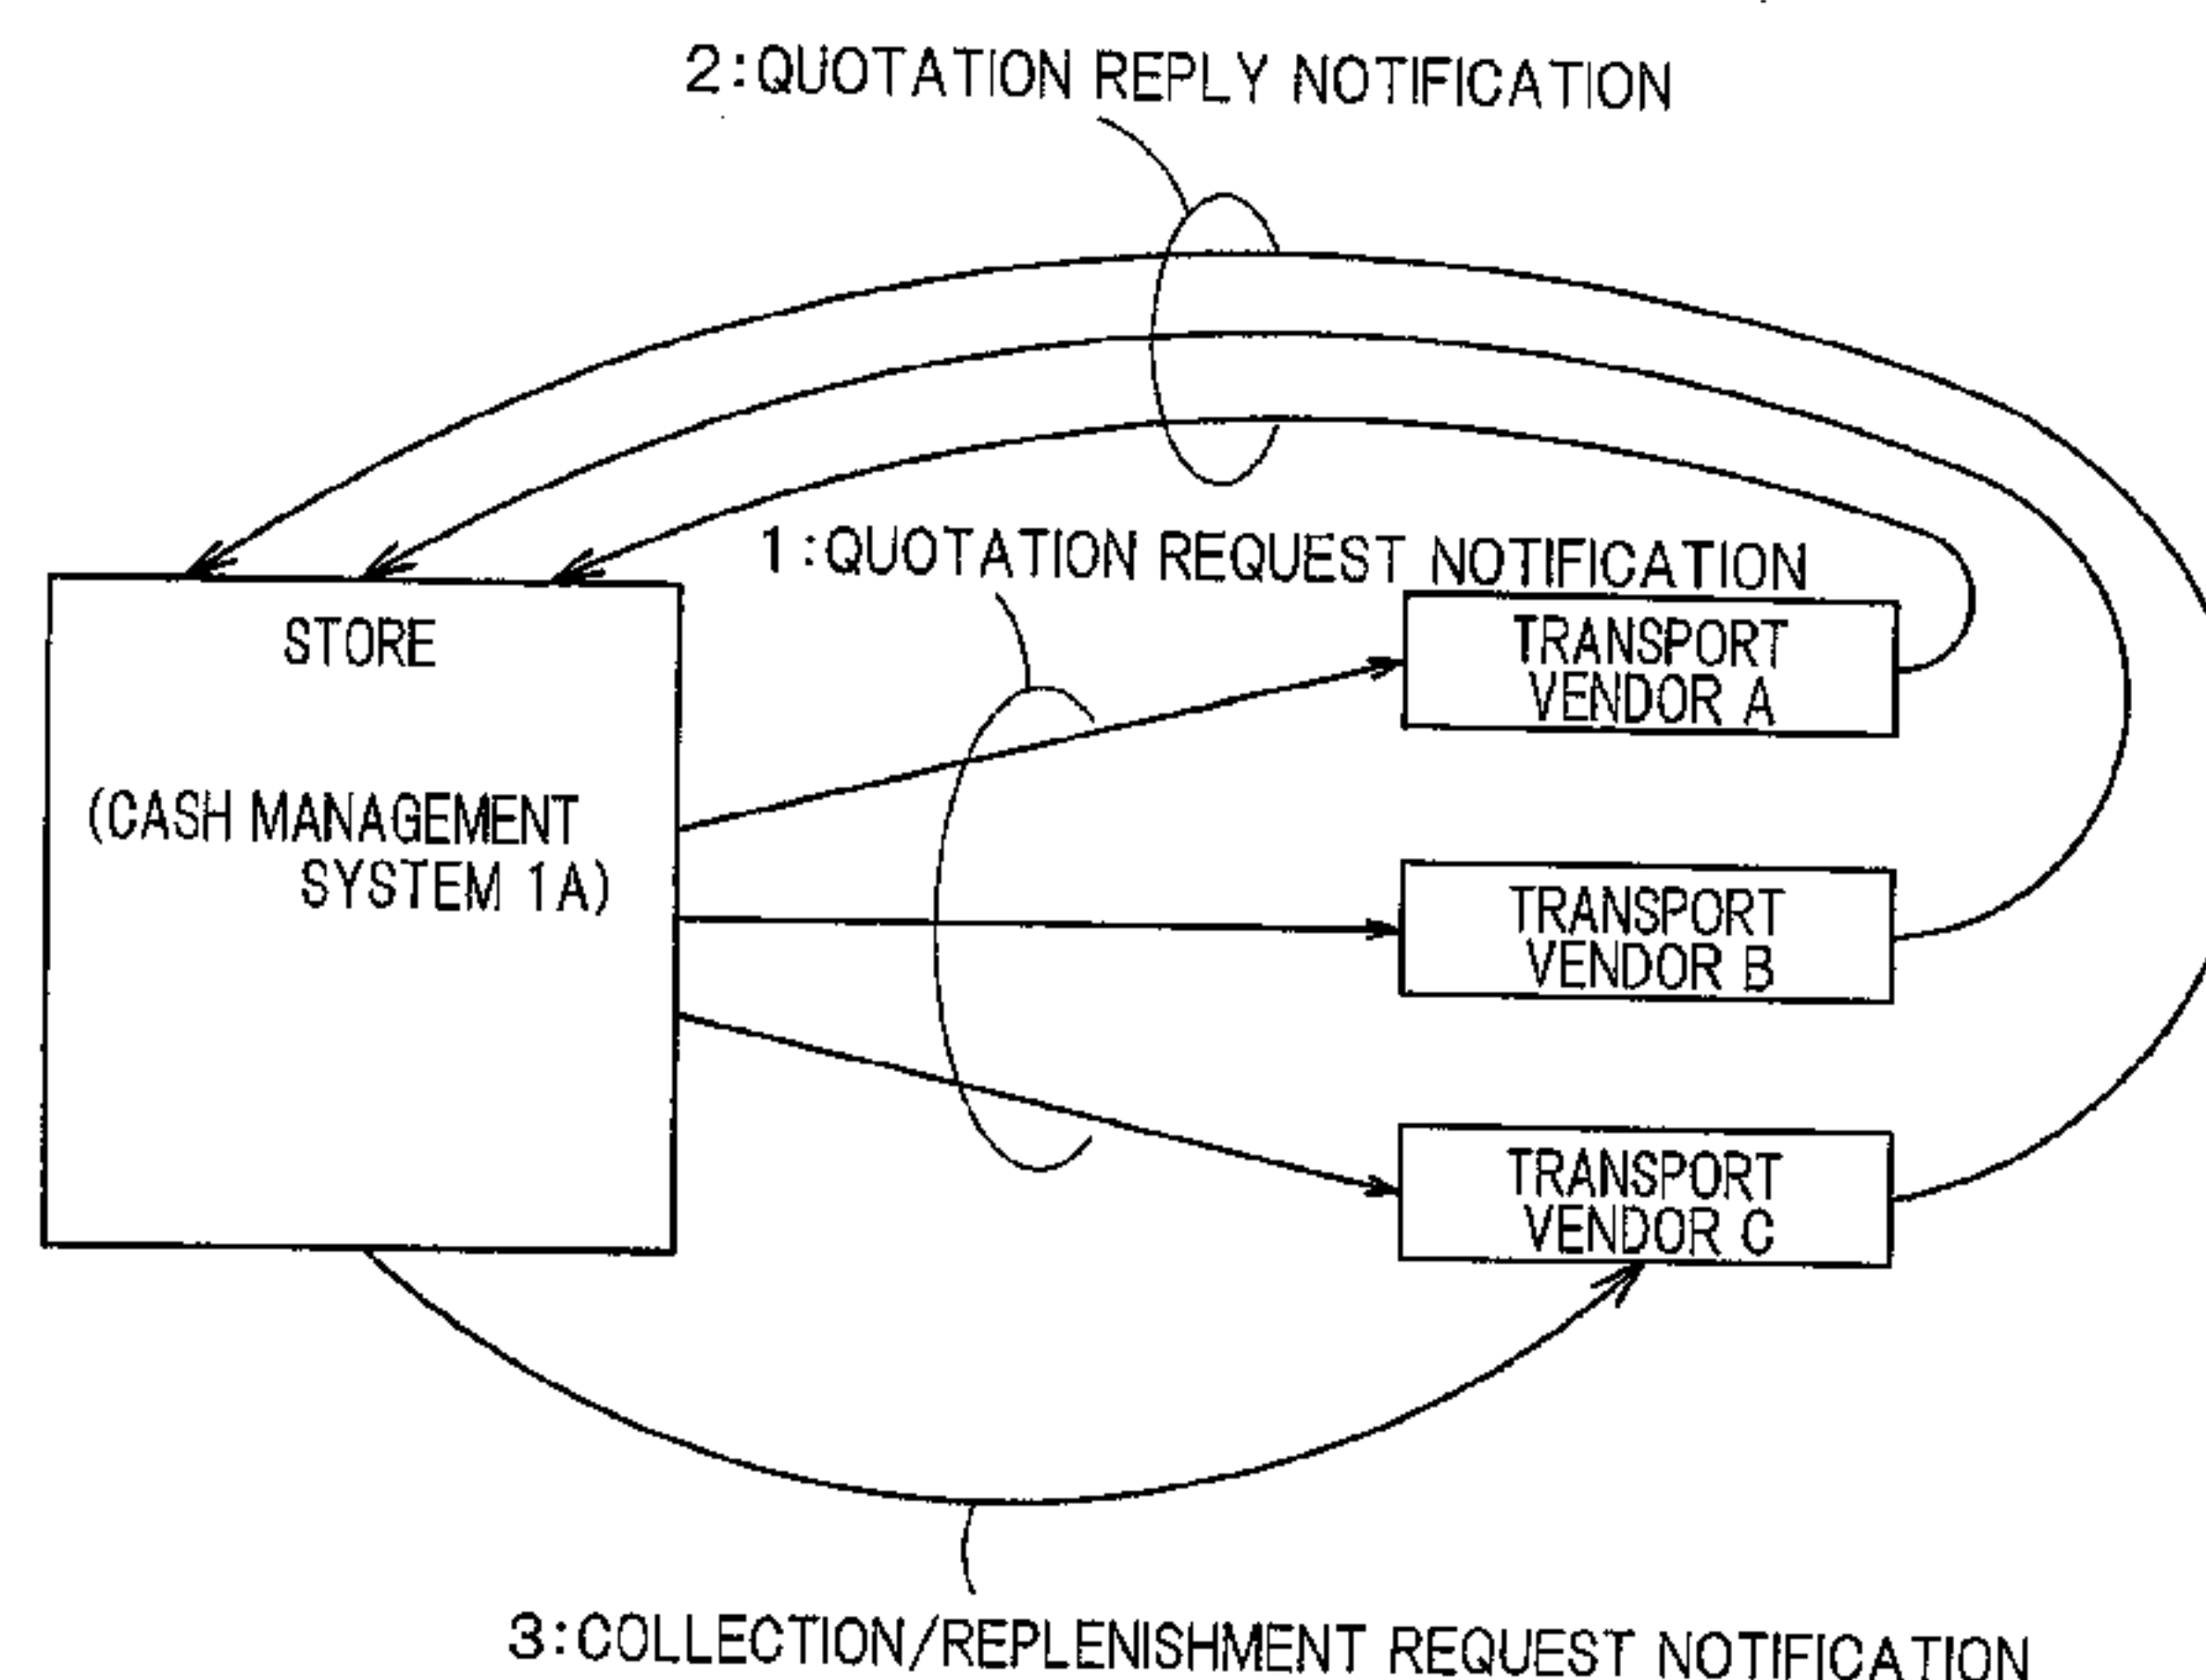 2:QUOTATION REPLY NOTIFICATION
1:QUOTATION REQUEST NOTIFICATION
STORE
(CASH MANAGEMENT
SYSTEM 1A)
TRANSPORT
VENDOR A
TRANSPORT
VENDOR B
TRANSPORT
VENDOR C
3:COLLECTION/REPLENISHMENT REQUEST NOTIFICATION